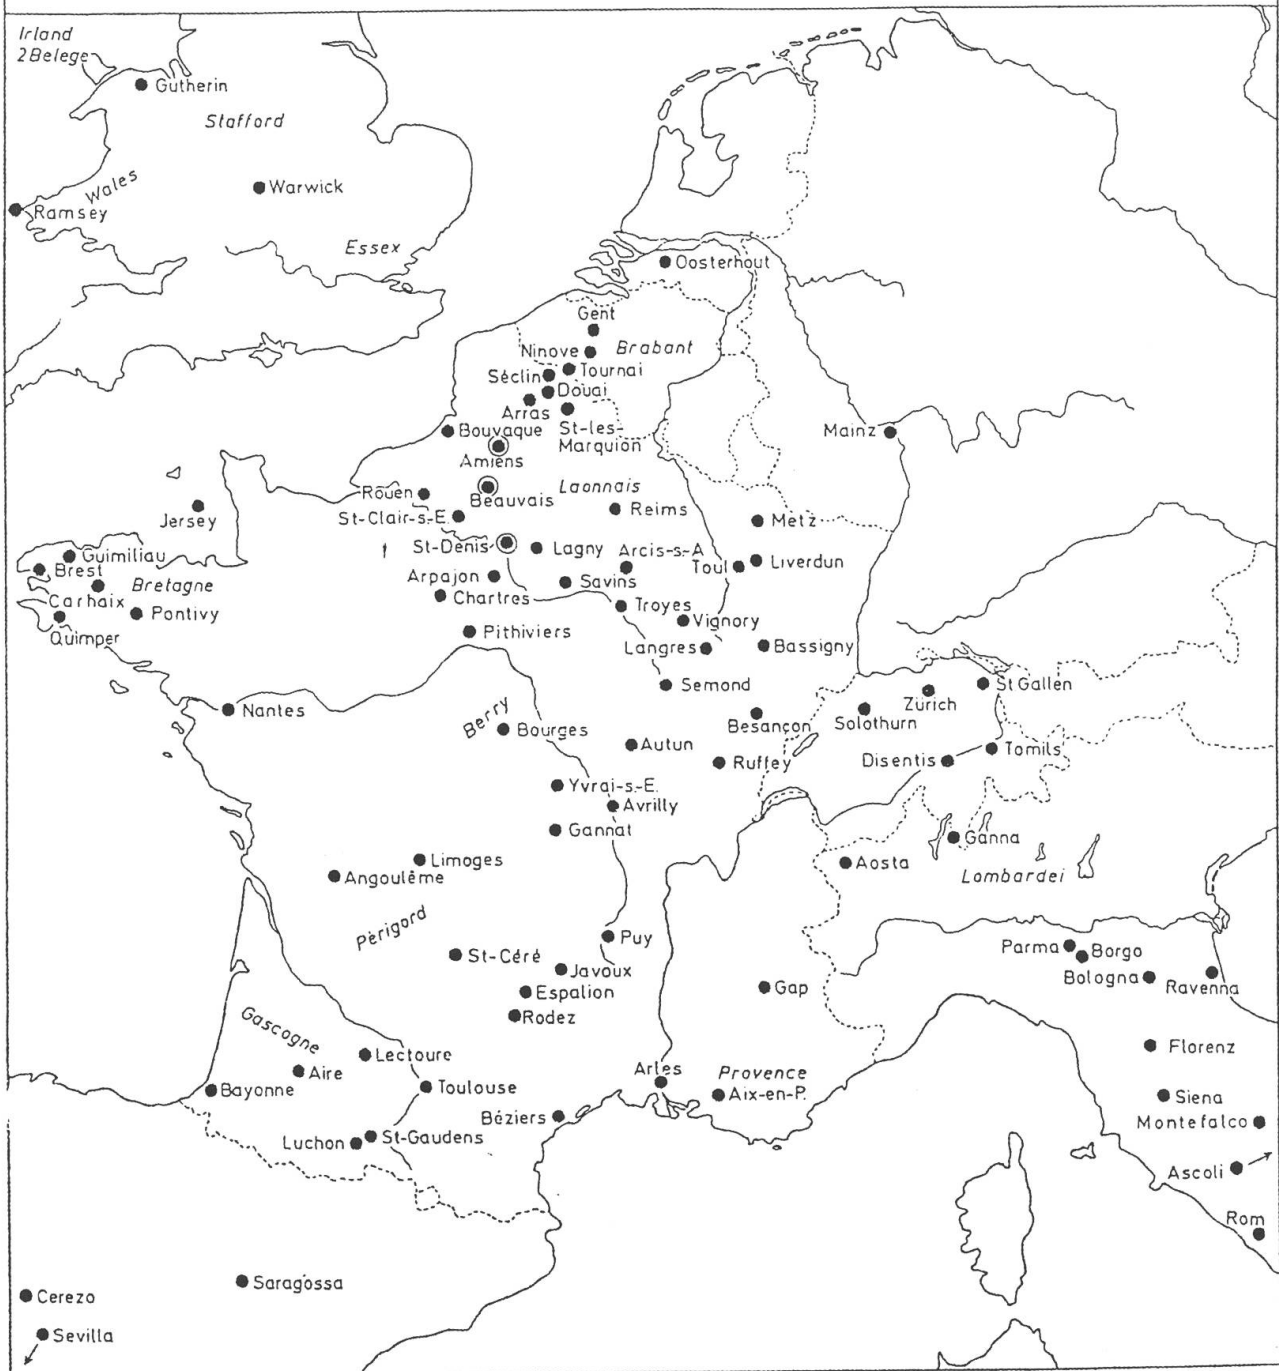 Irland
2Belege
Gutherin
Stafford
Wales
Warwick
Ramsey
Essex
Oosterhout
Gent
Ninove
Brabant
Tournai
Séclin
Douai
Arras
St-les-
Marquion
Bouvaque
Amiens
Mainz
Rouen
Beauvais
Laonnais
Reims
Jersey
St-Clair-s.-E.
Metz
St-Denis
Lagny
Arcis-s.-A
Toul
Liverdun
Guimiliau
Brest
Bretagne
Carhaix
Pontivy
Quimper
Arpajon
Savins
Chartres
Troyes
Vignory
Pithiviers
Langres
Bassigny
Semond
St Gallen
Zürich
Nantes
Berry
Bourges
Besançon
Solothurn
Autun
Ruffey
Disentis
Tomils
Yvrai-s.-E.
Avrilly
Gannat
Ganna
Limoges
Aosta
Angoulême
Lombardei
Périgord
Puy
St-Céré
Javoux
Parma
Borgo
Bologna
Ravenna
Espalion
Gap
Rodez
Gascogne
Lectoure
Florenz
Aire
Arles
Provence
Bayonne
Toulouse
Aix-en-P.
Siena
Béziers
Montefalco
Luchon
St-Gaudens
Ascoli
Rom
Saragossa
Cerezo
Sevilla